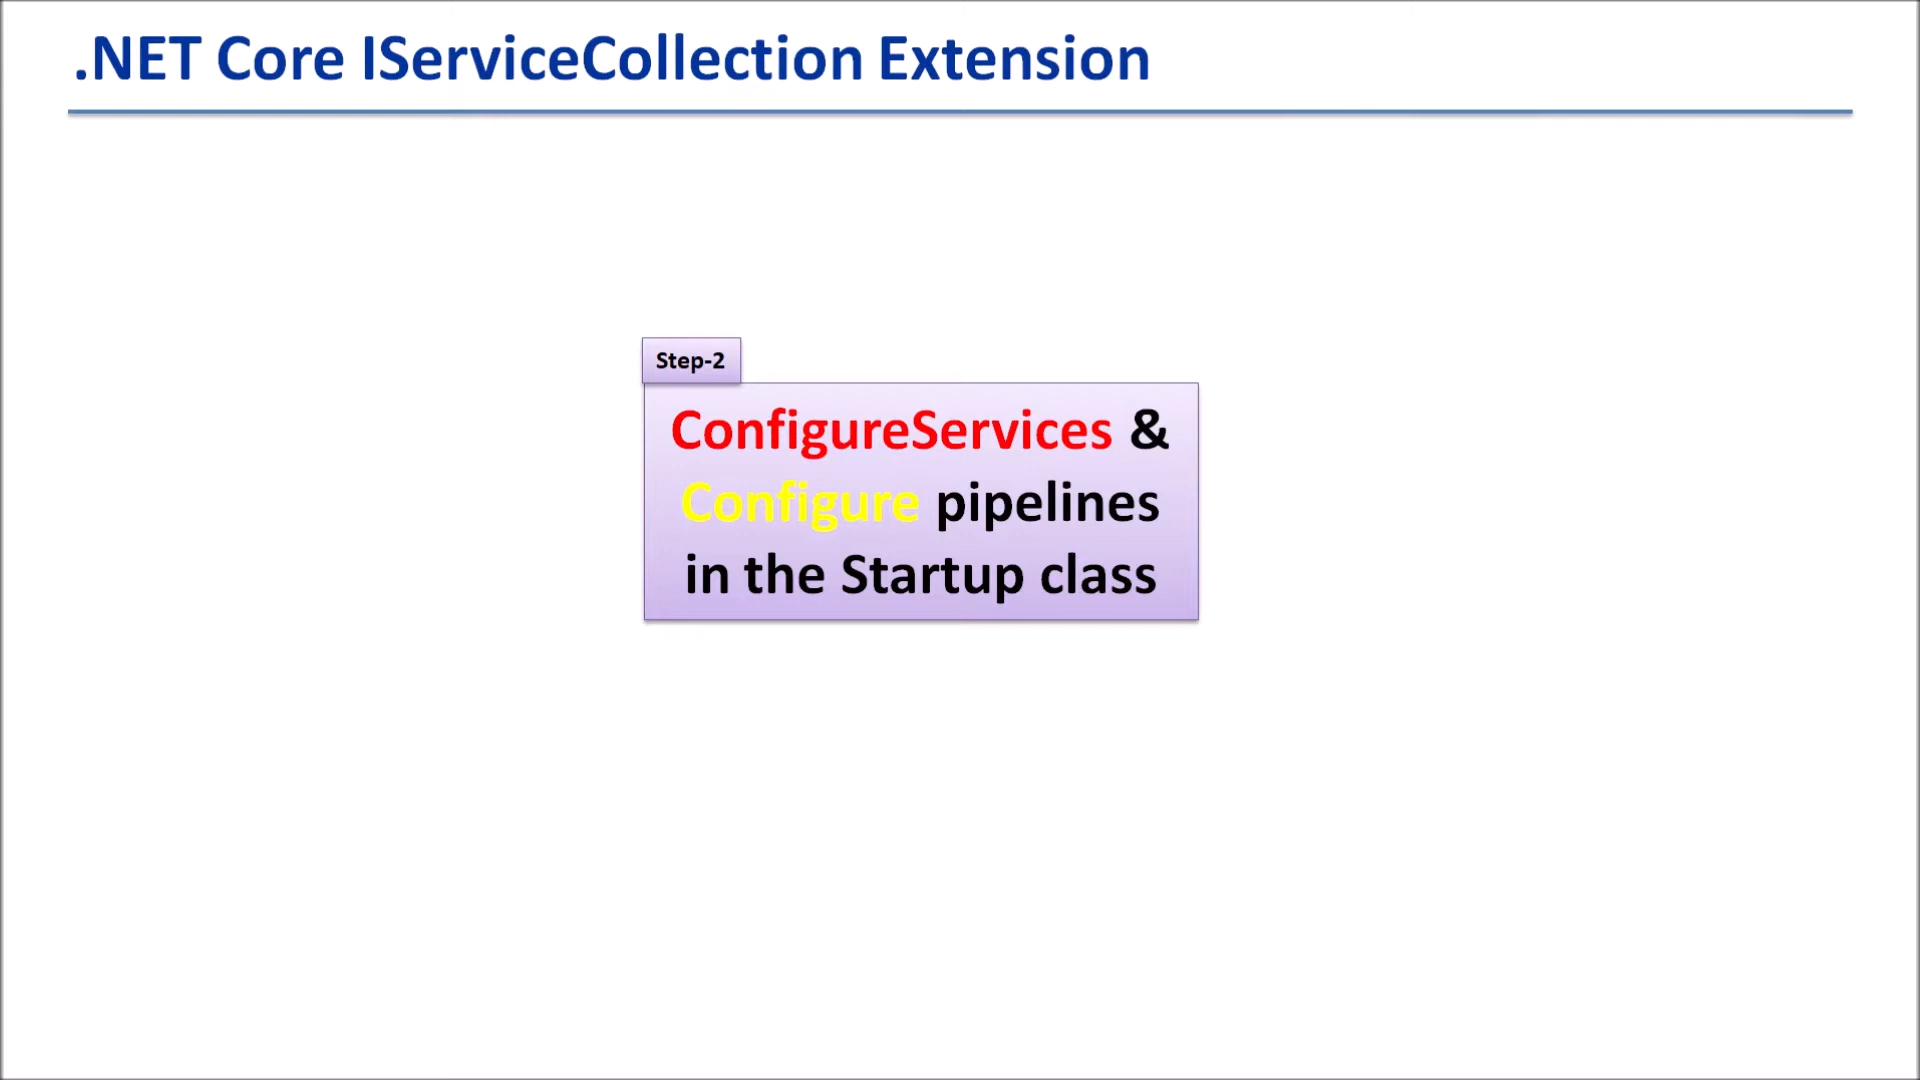 .NET Core IServiceCollection Extension
Step-2
ConfigureServices &
Configure pipelines
in the Startup class